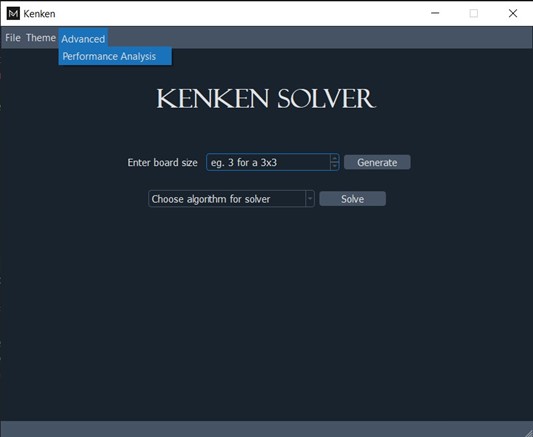 Kenken
File Theme Advanced
Performance Analysis
KENKEN SOLVER
Enter board size eg. 3 for a 3x3 Generate
Choose algorithm for solver Solve